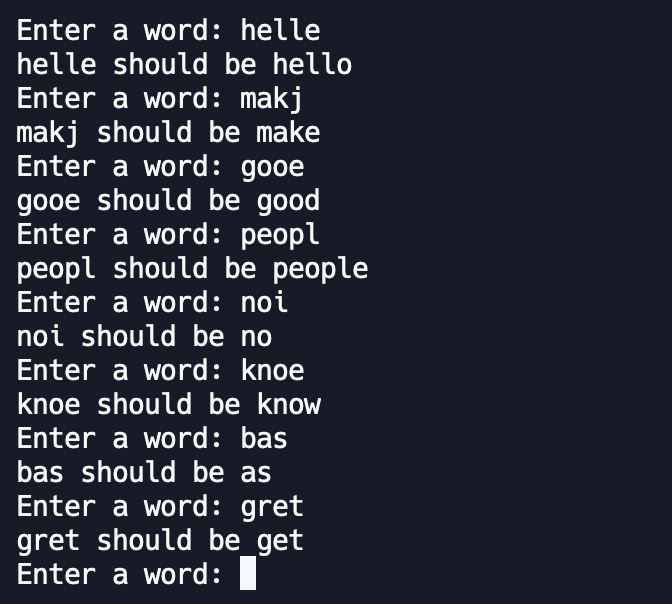 Enter a word: helle
helle should be hello
Enter a word: makj
makj should be make
Enter a word: gooe
gooe should be good
Enter a word: peopl
peopl should be people
Enter a word: noi
noi should be no
Enter a word: knoe
knoe should be know
Enter a word: bas
bas should be as
Enter a word: gret
gret should be get
Enter a word: